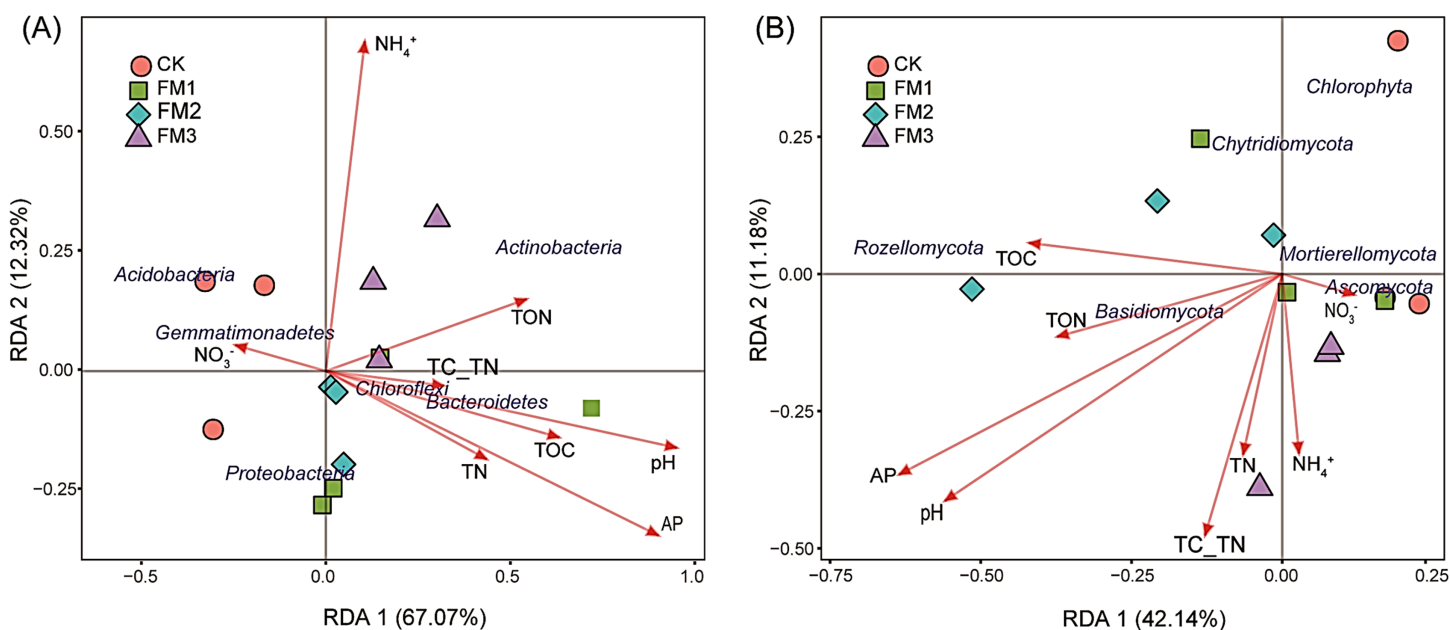 (A)
NH₄⁺
CK
FM1
FM2
FM3
0.50
0.25
0.00
−0.25
Actinobacteria
Acidobacteria
TON
Gemmatimonadetes
NO₃⁻
TC_TN
Chloroflexi
Bacteroidetes
TOC
TN
pH
Proteobacteria
AP
−0.5
0.0
0.5
1.0
RDA 2 (12.32%)
RDA 1 (67.07%)
(B)
CK
FM1
FM2
FM3
Chlorophyta
Chytridiomycota
0.25
0.00
−0.25
−0.50
Rozellomycota
TOC
Mortierellomycota
Ascomycota
NO₃⁻
Basidiomycota
TON
AP
pH
TN
NH₄⁺
TC_TN
−0.75
−0.50
−0.25
0.00
0.25
RDA 2 (11.18%)
RDA 1 (42.14%)